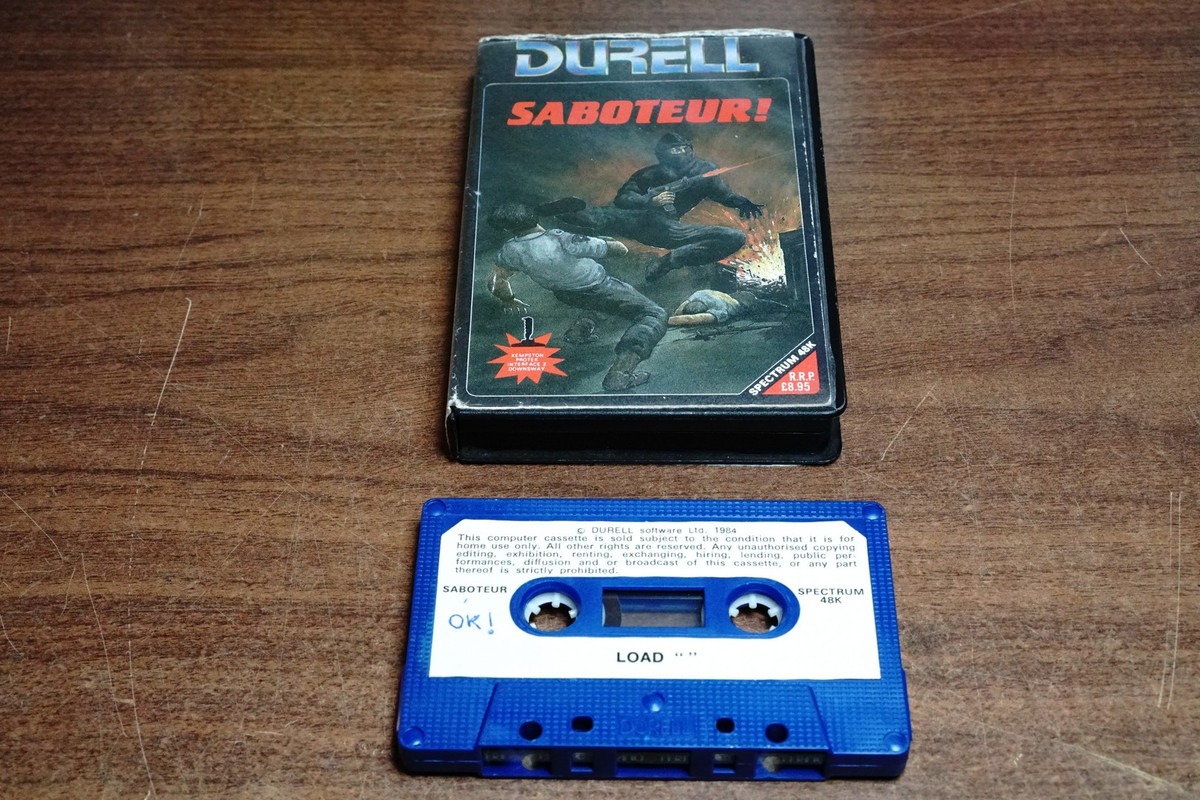 DURELL
SABOTEUR!
KEMPSTON
PROTEK
INTERFACE 2
DOWNSWAY
SPECTRUM 48K
R.R.P.
£8.95
© DURELL software Ltd. 1984
This computer cassette is sold subject to the condition that it is for
home use only. All other rights are reserved. Any unauthorised copying
editing, exhibition, renting, exchanging, hiring, lending, public per-
formances, diffusion and or broadcast of this cassette, or any part
thereof is strictly prohibited.
SABOTEUR
OK!
SPECTRUM
48K
LOAD “ ”
DURELL